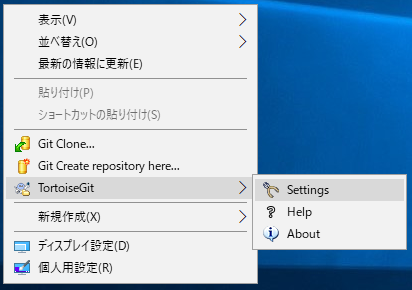 表示(V)
並べ替え(O)
最新の情報に更新(E)
貼り付け(P)
ショートカットの貼り付け(S)
Git Clone...
Git Create repository here...
TortoiseGit
Settings
Help
About
新規作成(X)
ディスプレイ設定(D)
個人用設定(R)